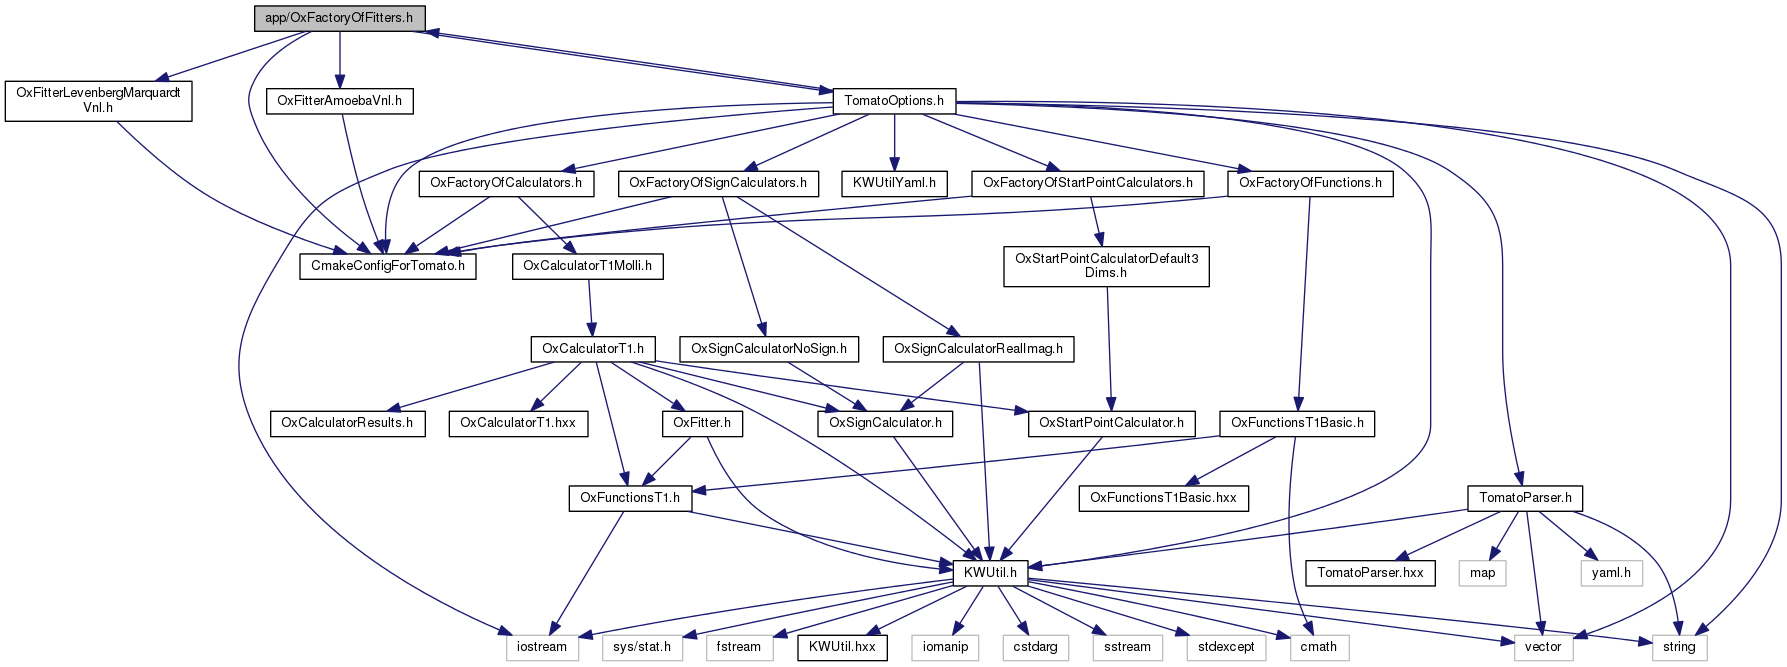 app/OxFactoryOfFitters.h
OxFitterLevenbergMarquardt
Vnl.h
OxFitterAmoebaVnl.h
TomatoOptions.h
OxFactoryOfCalculators.h
OxFactoryOfSignCalculators.h
KWUtilYaml.h
OxFactoryOfStartPointCalculators.h
OxFactoryOfFunctions.h
CmakeConfigForTomato.h
OxCalculatorT1Molli.h
OxStartPointCalculatorDefault3
Dims.h
OxCalculatorT1.h
OxSignCalculatorNoSign.h
OxSignCalculatorRealImag.h
OxCalculatorResults.h
OxCalculatorT1.hxx
OxFitter.h
OxSignCalculator.h
OxStartPointCalculator.h
OxFunctionsT1Basic.h
OxFunctionsT1.h
OxFunctionsT1Basic.hxx
TomatoParser.h
KWUtil.h
TomatoParser.hxx
map
yaml.h
iostream
sys/stat.h
fstream
KWUtil.hxx
iomanip
cstdarg
sstream
stdexcept
cmath
vector
string